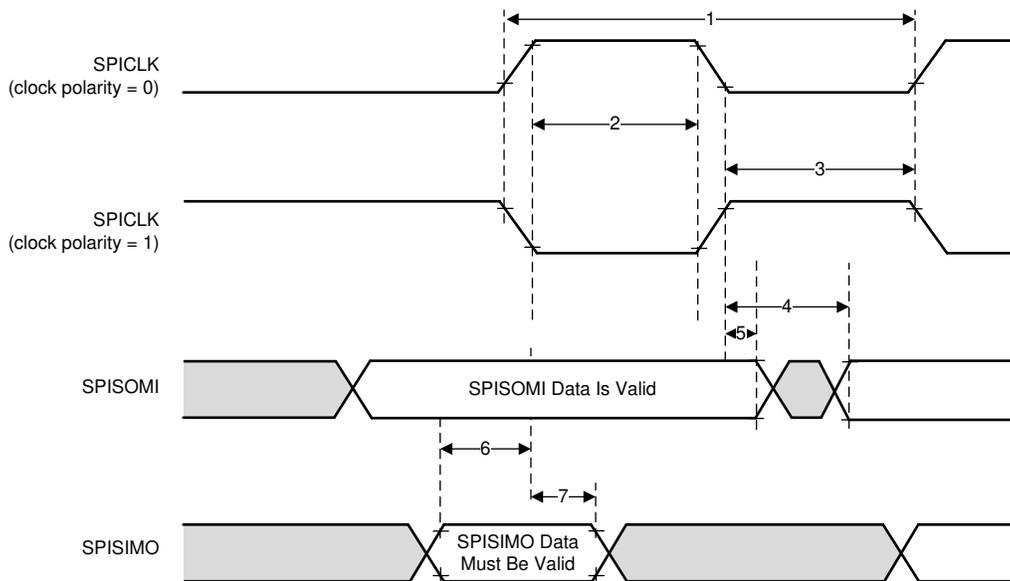 1
SPICLK
(clock polarity = 0)
2
3
SPICLK
(clock polarity = 1)
4
5
SPISOMI
SPISOMI Data Is Valid
6
7
SPISIMO
SPISIMO Data
Must Be Valid